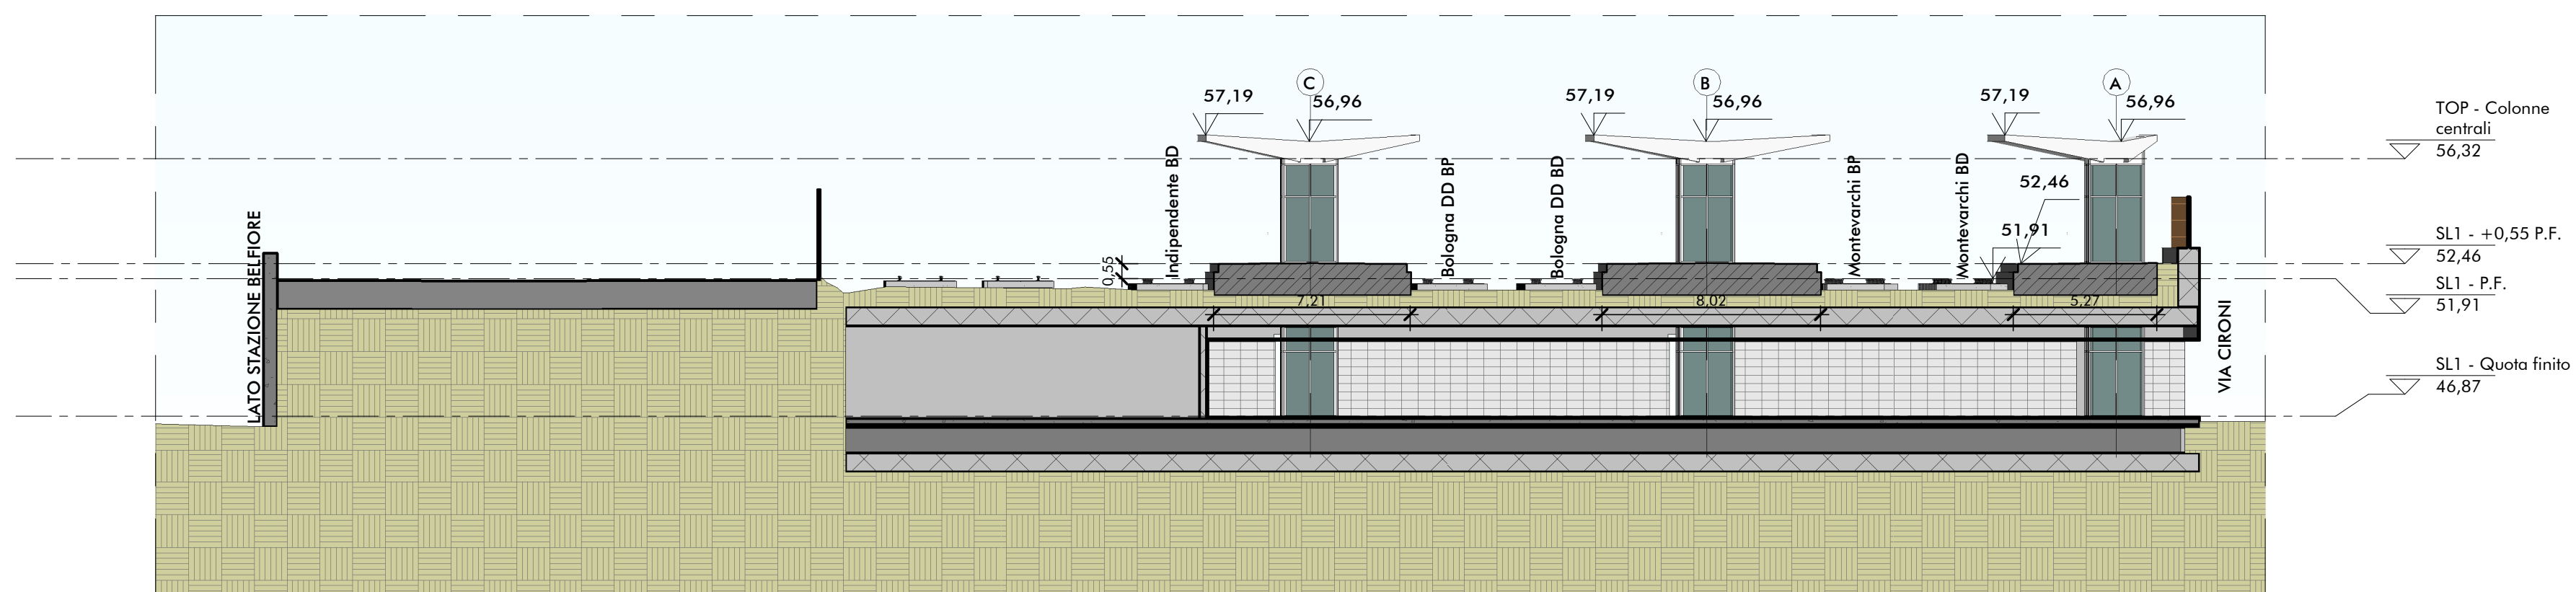 C
B
A
57,19
56,96
57,19
56,96
57,19
56,96
TOP - Colonne
centrali
56,32
LATO STAZIONE BELFIORE
0,55
Indipendente BD
Bologna DD BP
Bologna DD BD
Montevarchi BP
Montevarchi BD
52,46
51,91
SL1 - +0,55 P.F.
52,46
SL1 - P.F.
51,91
7,21
8,02
5,27
VIA CIRONI
SL1 - Quota finito
46,87